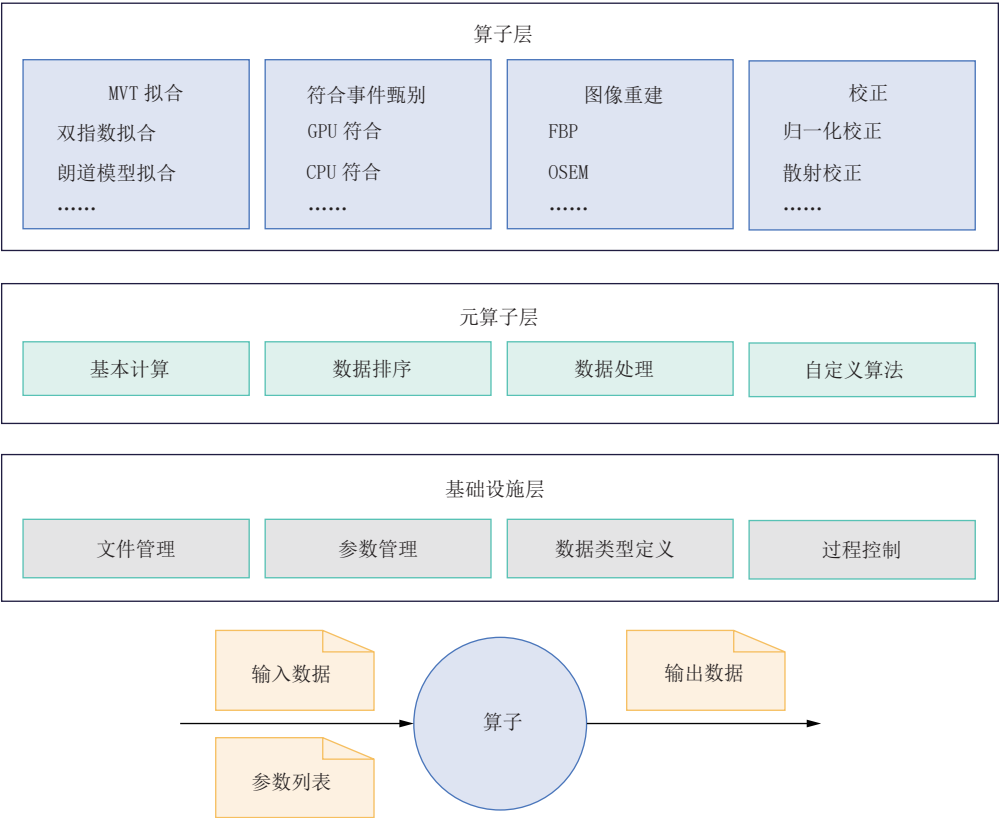 算子层
MVT 拟合
双指数拟合
朗道模型拟合
……
符合事件甄别
GPU 符合
CPU 符合
……
图像重建
FBP
OSEM
……
校正
归一化校正
散射校正
……
元算子层
基本计算
数据排序
数据处理
自定义算法
基础设施层
文件管理
参数管理
数据类型定义
过程控制
输入数据
参数列表
算子
输出数据